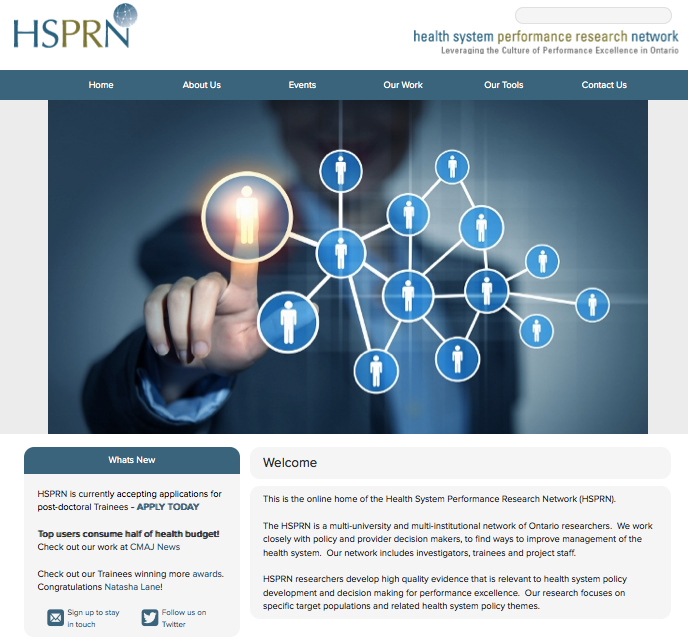 HSPRN
health system performance research network
Leveraging the Culture of Performance Excellence in Ontario
Home About Us Events Our Work Our Tools Contact Us
Whats New
HSPRN is currently accepting applications for
post-doctoral Trainees - APPLY TODAY
Top users consume half of health budget!
Check out our work at CMAJ News
Check out our Trainees winning more awards.
Congratulations Natasha Lane!
Sign up to stay
in touch
Follow us on
Twitter
Welcome
This is the online home of the Health System Performance Research Network (HSPRN).
The HSPRN is a multi-university and multi-institutional network of Ontario researchers. We work
closely with policy and provider decision makers, to find ways to improve management of the
health system. Our network includes investigators, trainees and project staff.
HSPRN researchers develop high quality evidence that is relevant to health system policy
development and decision making for performance excellence. Our research focuses on
specific target populations and related health system policy themes.